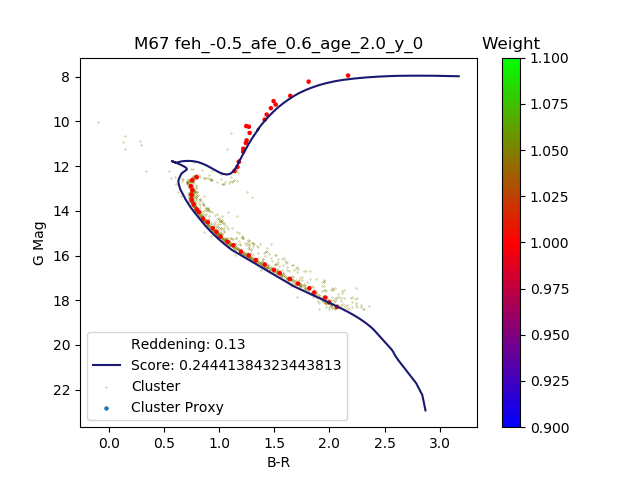 M67 feh_-0.5_afe_0.6_age_2.0_y_0
Weight
8
10
12
14
16
18
20
22
G Mag
0.0 0.5 1.0 1.5 2.0 2.5 3.0
B-R
Reddening: 0.13
Score: 0.24441384323443813
Cluster
Cluster Proxy
1.100
1.075
1.050
1.025
1.000
0.975
0.950
0.925
0.900